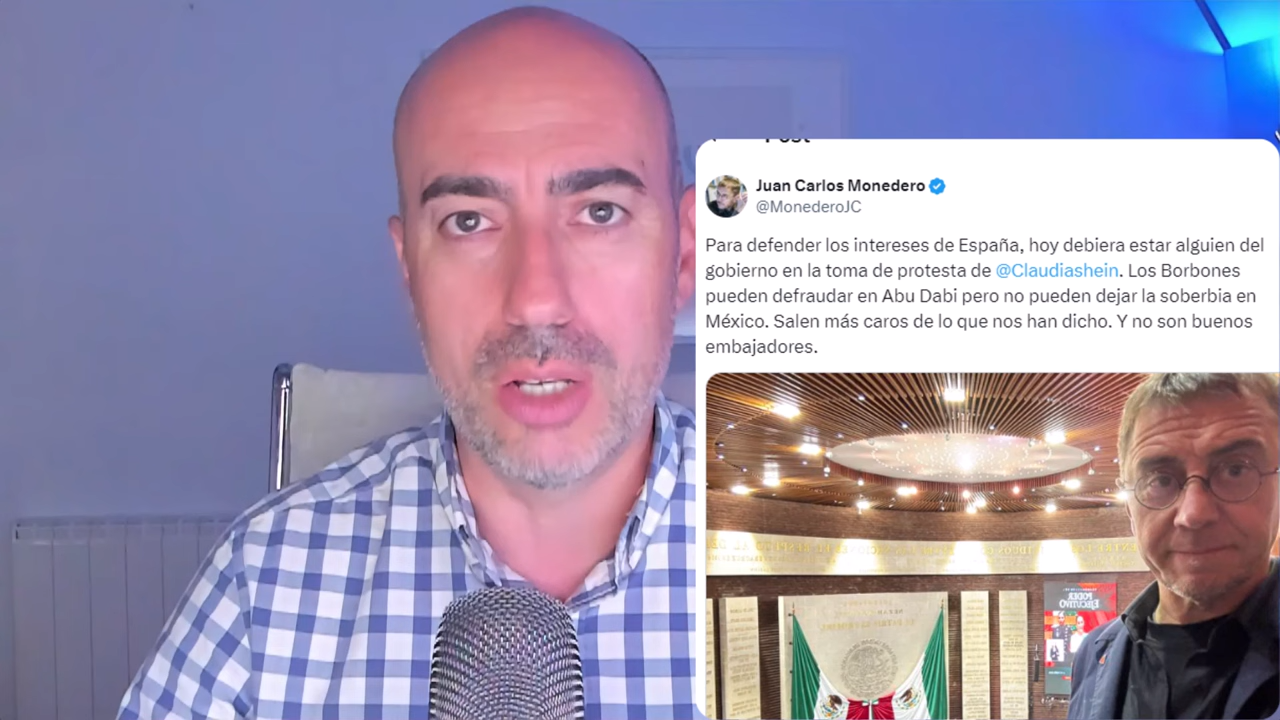 Post
Juan Carlos Monedero
@MonederoJC
Para defender los intereses de España, hoy debiera estar alguien del
gobierno en la toma de protesta de @Claudiashein. Los Borbones
pueden defraudar en Abu Dabi pero no pueden dejar la soberbia en
México. Salen más caros de lo que nos han dicho. Y no son buenos
embajadores.
PODER
EJECUTIVO